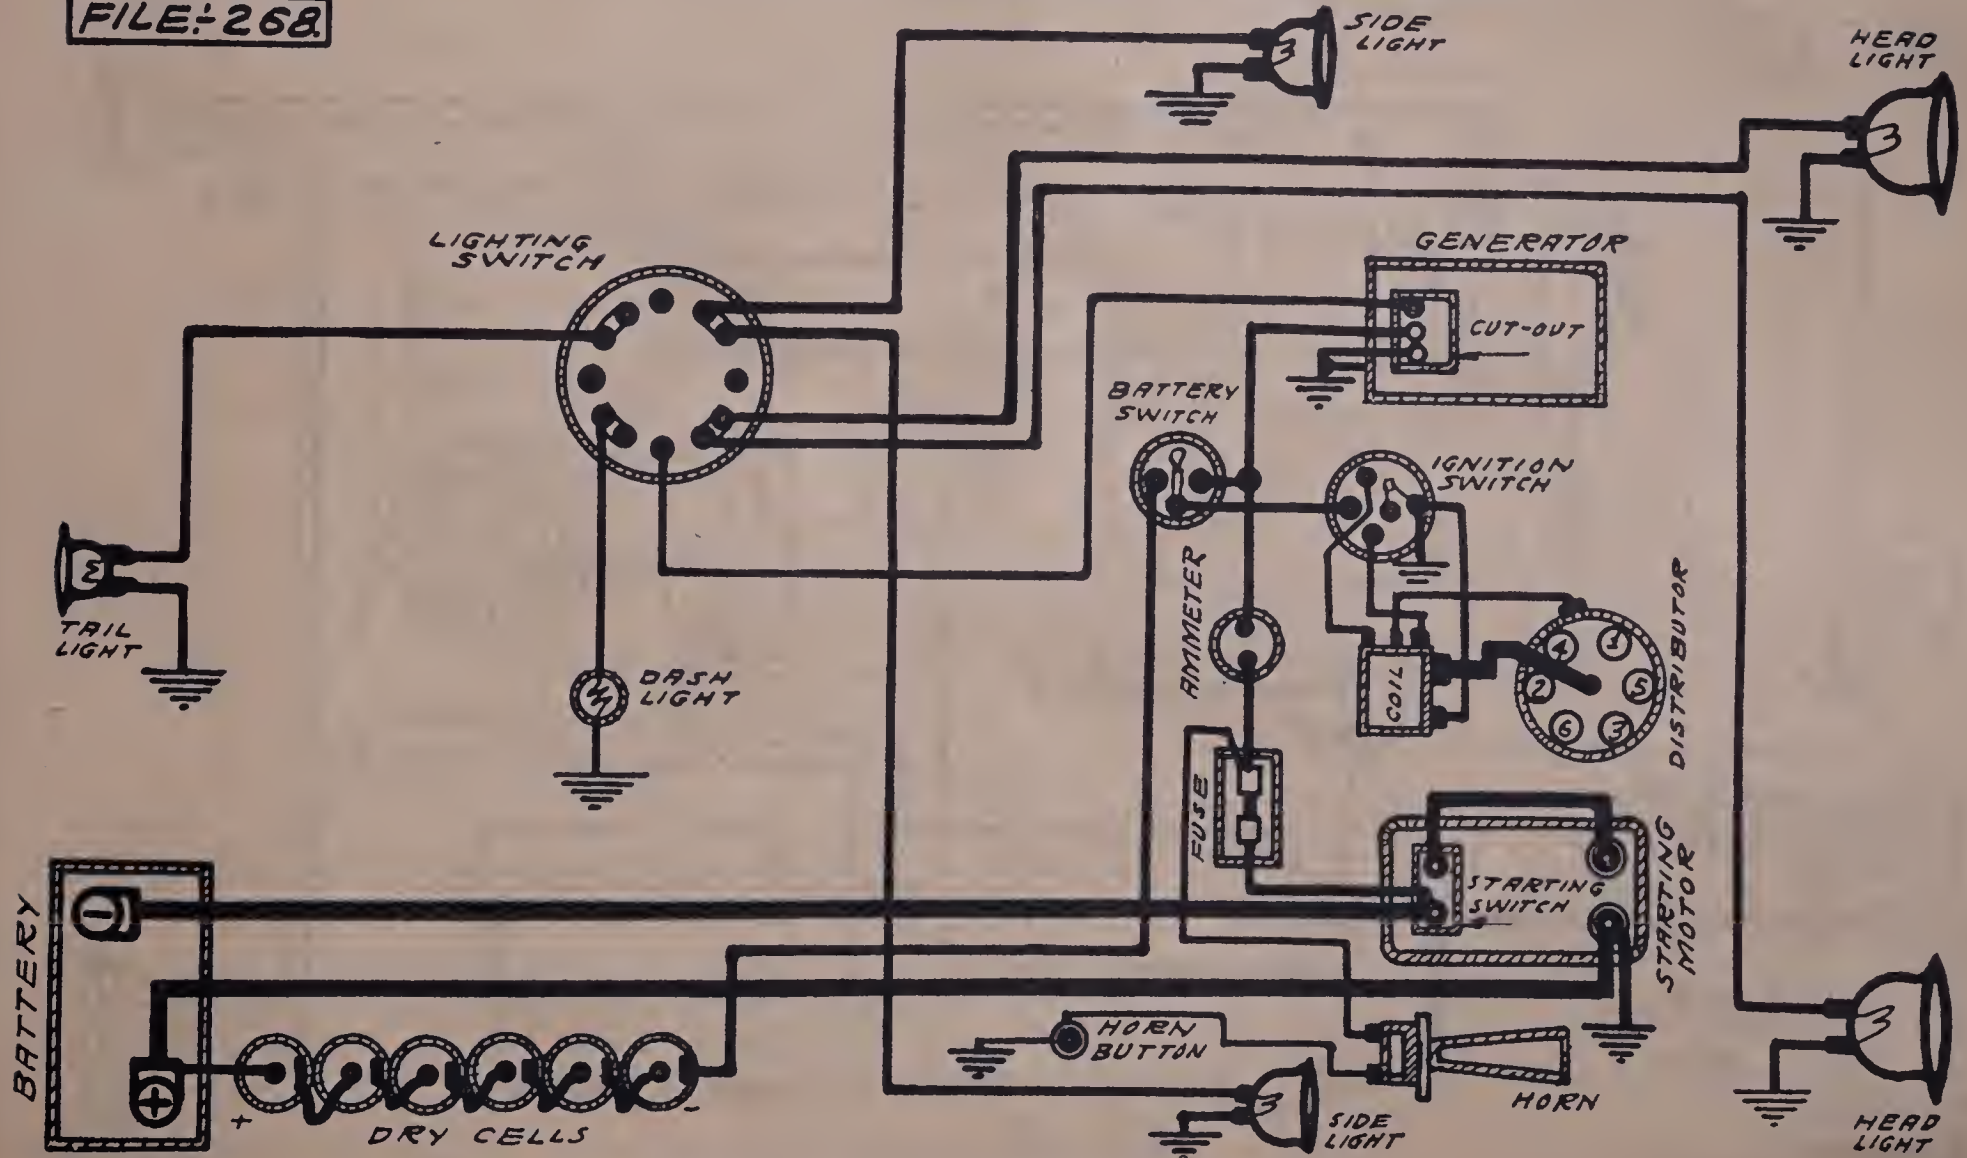 FILE:-268.
SIDE
LIGHT
HEAD
LIGHT
LIGHTING
SWITCH
GENERATOR
CUT-OUT
BATTERY
SWITCH
IGNITION
SWITCH
AMMETER
TAIL
LIGHT
DASH
LIGHT
COIL
4
1
2
5
6
3
DISTRIBUTOR
FUSE
STARTING
SWITCH
STARTING
MOTOR
BATTERY
-
+
+
-
DRY CELLS
HORN
BUTTON
HORN
SIDE
LIGHT
HEAD
LIGHT